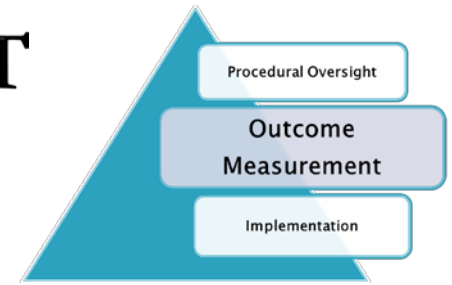 T
Procedural Oversight
Outcome
Measurement
Implementation